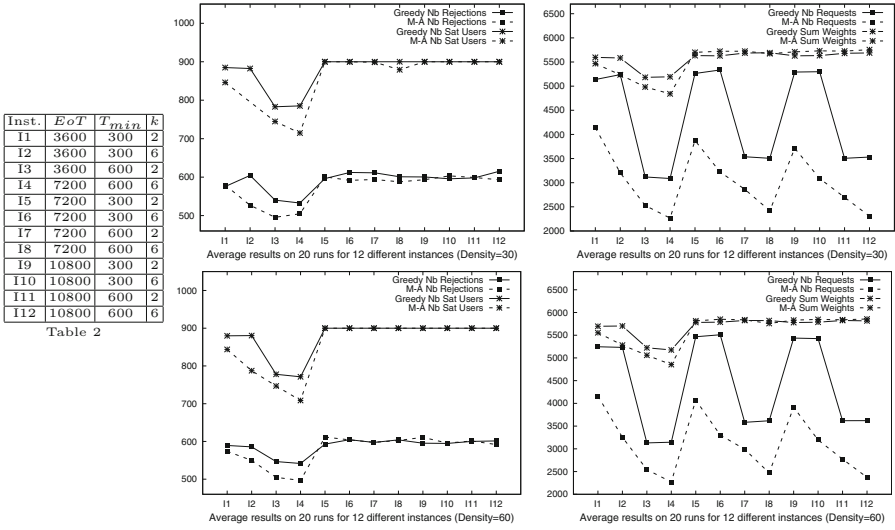 Inst. EoT T_min k
I1 3600 300 2
I2 3600 300 6
I3 3600 600 2
I4 7200 600 6
I5 7200 300 2
I6 7200 300 6
I7 7200 600 2
I8 7200 600 6
I9 10800 300 2
I10 10800 300 6
I11 10800 600 2
I12 10800 600 6
Table 2
Greedy Nb Rejections
M-A Nb Rejections
Greedy Nb Sat Users
M-A Nb Sat Users
1000
900
800
700
600
500
I1 I2 I3 I4 I5 I6 I7 I8 I9 I10 I11 I12
Average results on 20 runs for 12 different instances (Density=30)
Greedy Nb Requests
M-A Nb Requests
Greedy Sum Weights
M-A Sum Weights
6500
6000
5500
5000
4500
4000
3500
3000
2500
2000
I1 I2 I3 I4 I5 I6 I7 I8 I9 I10 I11 I12
Average results on 20 runs for 12 different instances (Density=30)
Greedy Nb Rejections
M-A Nb Rejections
Greedy Nb Sat Users
M-A Nb Sat Users
1000
900
800
700
600
500
I1 I2 I3 I4 I5 I6 I7 I8 I9 I10 I11 I12
Average results on 20 runs for 12 different instances (Density=60)
Greedy Nb Requests
M-A Nb Requests
Greedy Sum Weights
M-A Sum Weights
6500
6000
5500
5000
4500
4000
3500
3000
2500
2000
I1 I2 I3 I4 I5 I6 I7 I8 I9 I10 I11 I12
Average results on 20 runs for 12 different instances (Density=60)